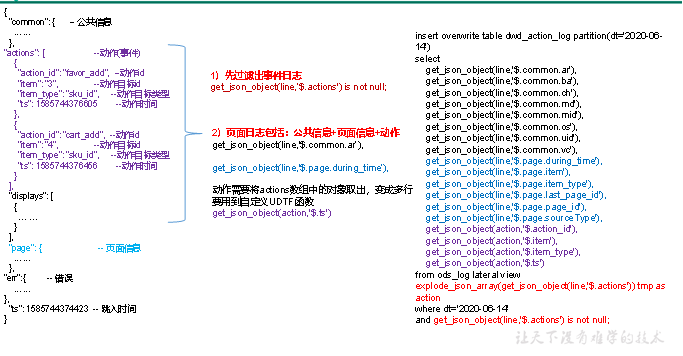 {
"common": { -- 公共信息
……
},
"actions": [ --动作(事件)
{
"action_id": "favor_add", --动作id
"item": "3", --动作目标id
"item_type": "sku_id", --动作目标类型
"ts": 1585744376605 --动作时间
},
{
"action_id": "cart_add", --动作id
"item": "4", --动作目标id
"item_type": "sku_id", --动作目标类型
"ts": 1585744376456 --动作时间
}
],
"displays": [
{
……
}
],
"page": { -- 页面信息
……
},
"err":{ -- 错误
……
},
"ts": 1585744374423 -- 跳入时间
}
1）先过滤出事件日志
get_json_object(line,'$.actions') is not null;
2）页面日志包括：公共信息+页面信息+动作
get_json_object(line,'$.common.ar'),
get_json_object(line,'$.page.during_time'),
动作需要将actions数组中的对象取出，变成多行
要用到自定义UDTF函数
get_json_object(action,'$.ts')
insert overwrite table dwd_action_log partition(dt='2020-06-
14')
select
get_json_object(line,'$.common.ar'),
get_json_object(line,'$.common.ba'),
get_json_object(line,'$.common.ch'),
get_json_object(line,'$.common.md'),
get_json_object(line,'$.common.mid'),
get_json_object(line,'$.common.os'),
get_json_object(line,'$.common.uid'),
get_json_object(line,'$.common.vc'),
get_json_object(line,'$.page.during_time'),
get_json_object(line,'$.page.item'),
get_json_object(line,'$.page.item_type'),
get_json_object(line,'$.page.last_page_id'),
get_json_object(line,'$.page.page_id'),
get_json_object(line,'$.page.sourceType'),
get_json_object(action,'$.action_id'),
get_json_object(action,'$.item'),
get_json_object(action,'$.item_type'),
get_json_object(action,'$.ts')
from ods_log lateral view
explode_json_array(get_json_object(line,'$.actions')) tmp as
action
where dt='2020-06-14'
and get_json_object(line,'$.actions') is not null;
让天下没有难学的技术